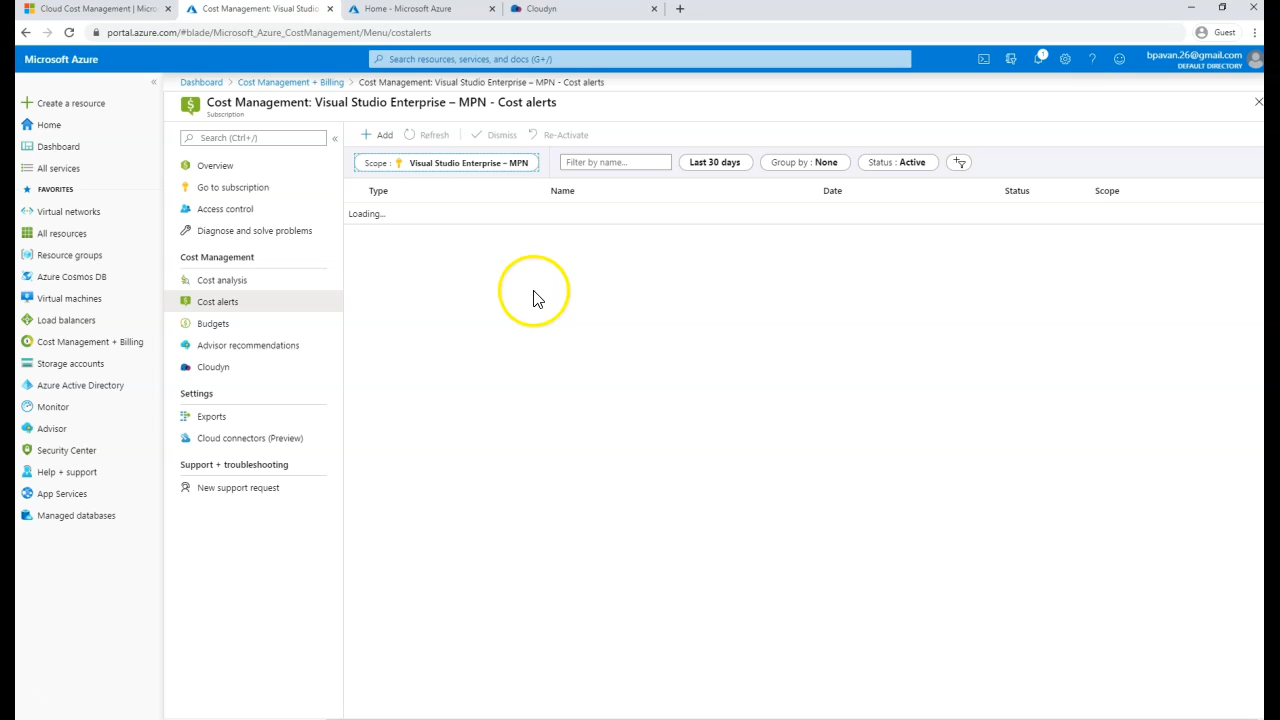 Cloud Cost Management | Micro
Cost Management: Visual Studio
Home - Microsoft Azure
Cloudyn
portal.azure.com/#blade/Microsoft_Azure_CostManagement/Menu/costalerts
Guest
Microsoft Azure
Search resources, services, and docs (G+/)
1
bpavan.26@gmail.com
DEFAULT DIRECTORY
Dashboard > Cost Management + Billing > Cost Management: Visual Studio Enterprise – MPN - Cost alerts
Cost Management: Visual Studio Enterprise – MPN - Cost alerts
Subscription
Create a resource
Home
Dashboard
All services
FAVORITES
Virtual networks
All resources
Resource groups
Azure Cosmos DB
Virtual machines
Load balancers
Cost Management + Billing
Storage accounts
Azure Active Directory
Monitor
Advisor
Security Center
Help + support
App Services
Managed databases
Search (Ctrl+/)
Overview
Go to subscription
Access control
Diagnose and solve problems
Cost Management
Cost analysis
Cost alerts
Budgets
Advisor recommendations
Cloudyn
Settings
Exports
Cloud connectors (Preview)
Support + troubleshooting
New support request
Add Refresh Dismiss Re-Activate
Scope : Visual Studio Enterprise – MPN Filter by name... Last 30 days Group by : None Status : Active
Type Name Date Status Scope
Loading...